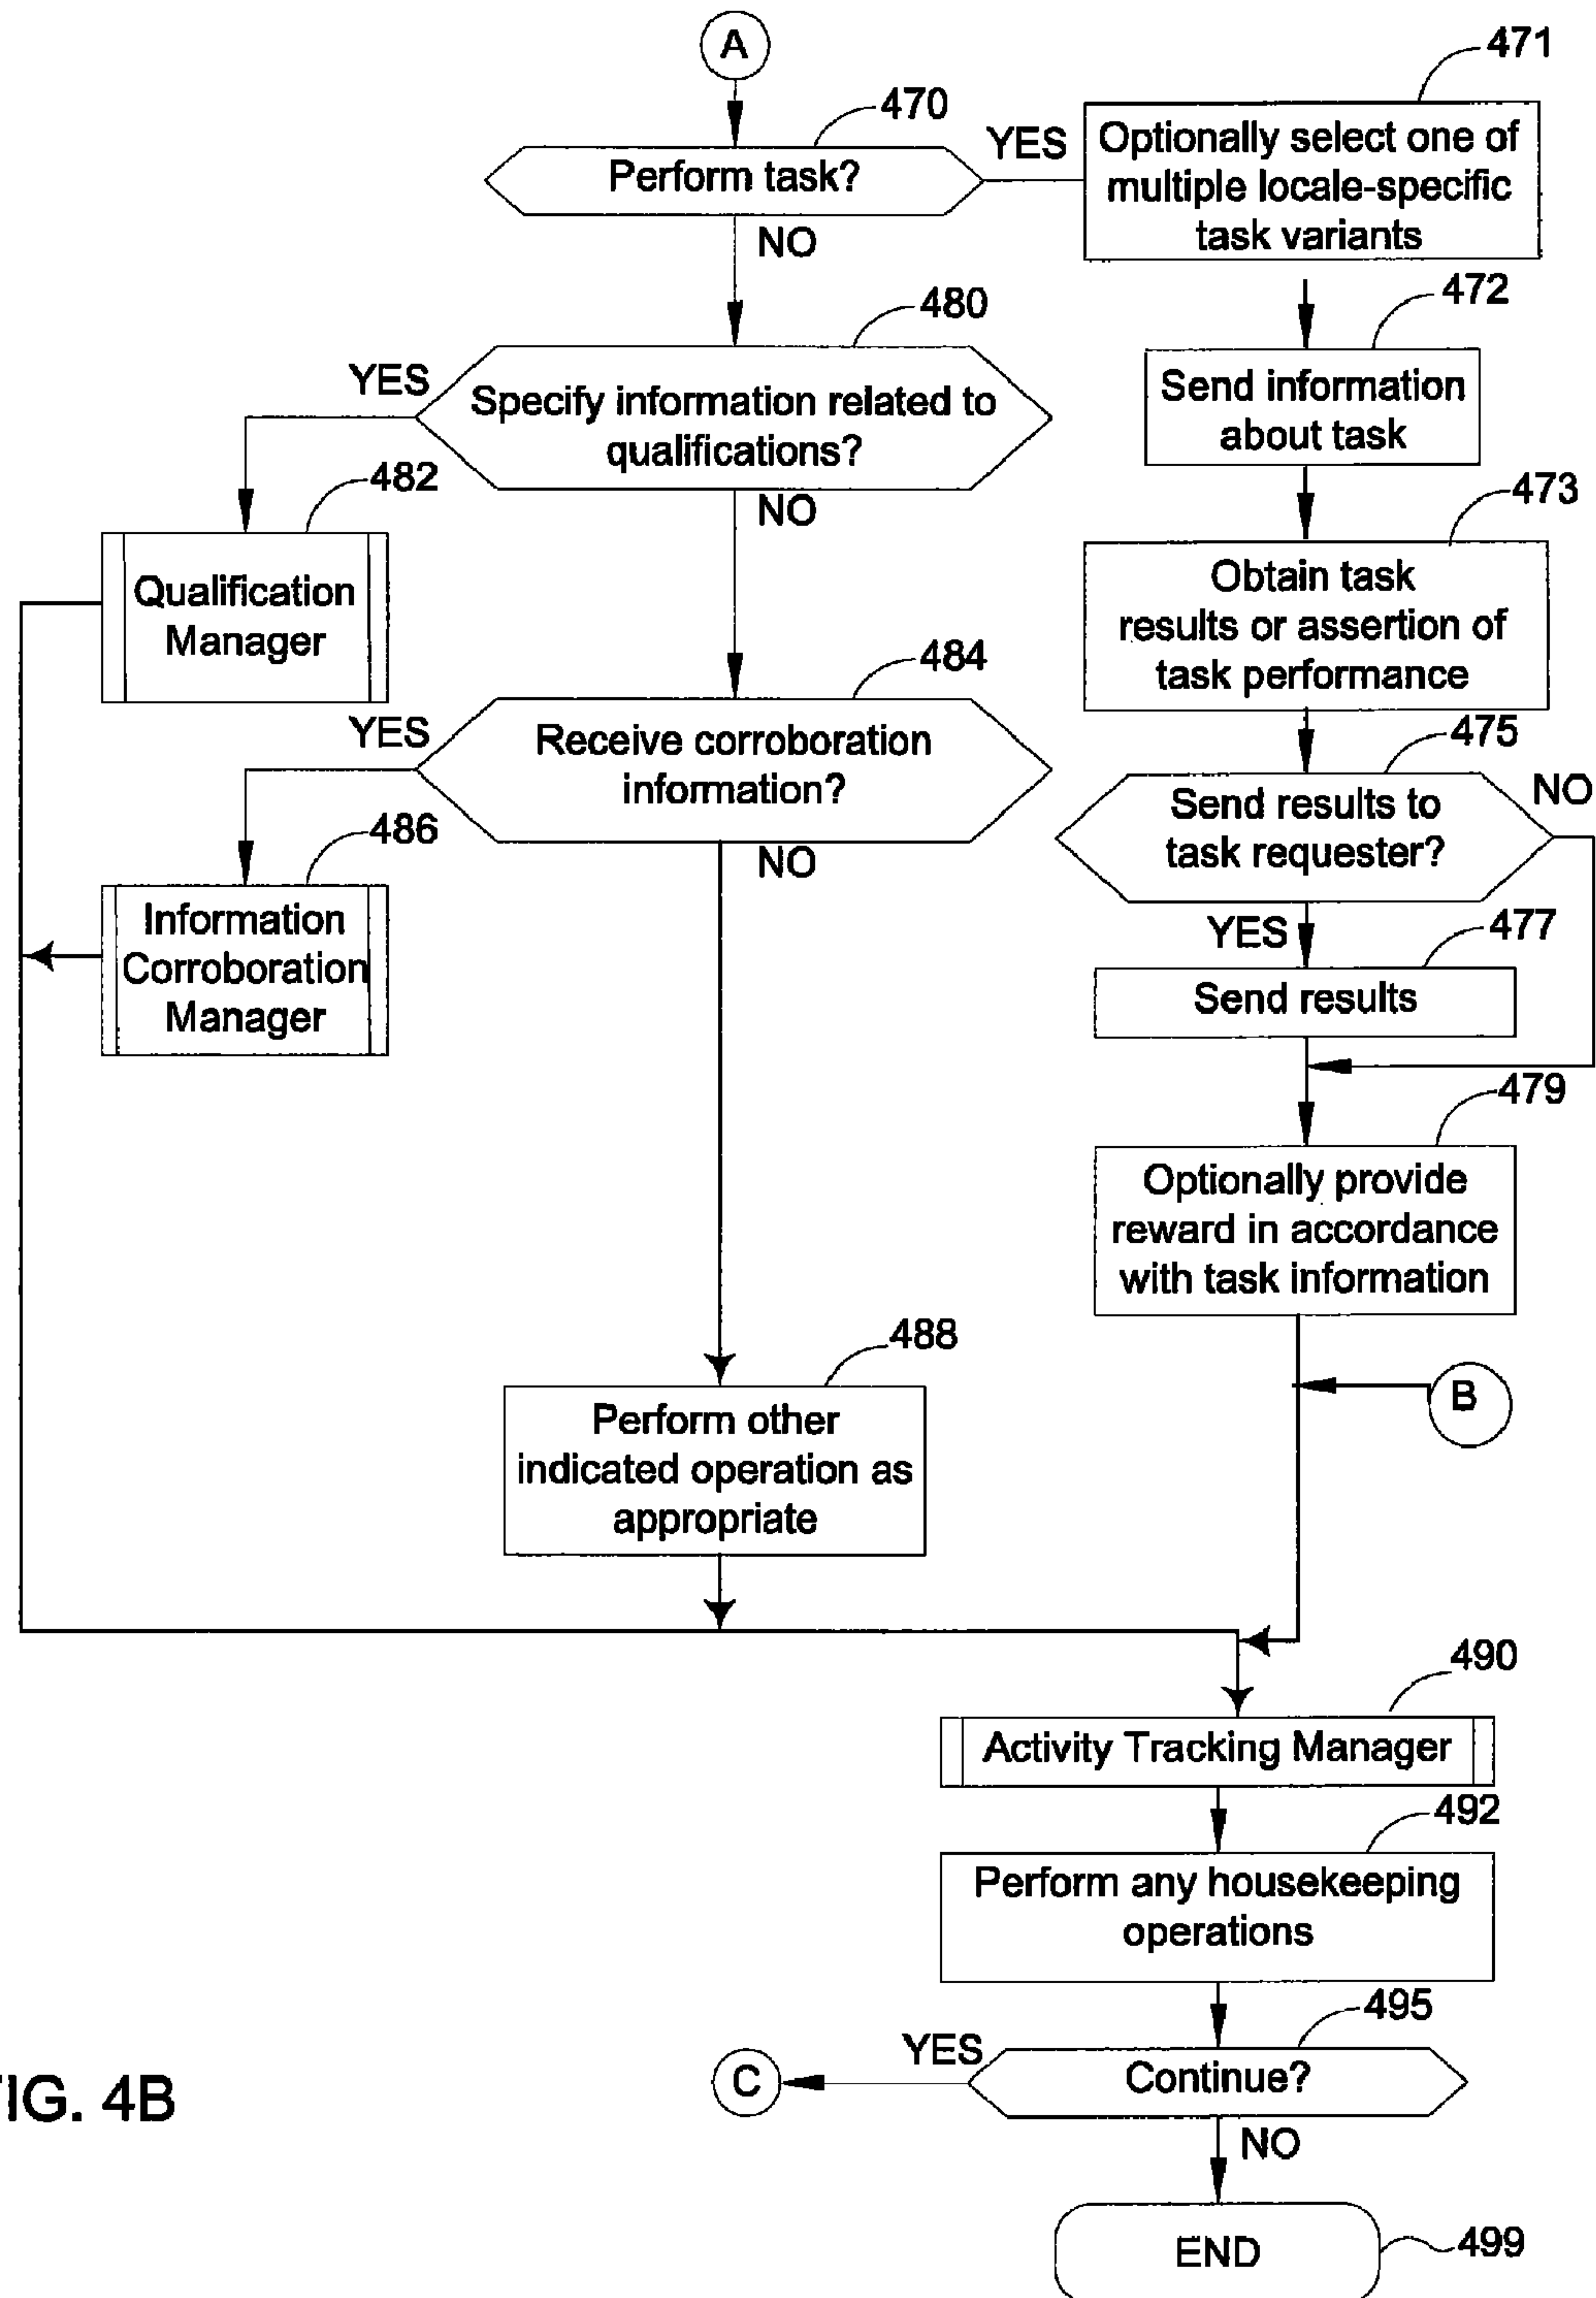 A
470
471
Perform task?
YES
Optionally select one of
multiple locale-specific
task variants
NO
480
472
YES
Specify information related to
qualifications?
Send information
about task
482
NO
473
Qualification
Manager
Obtain task
results or assertion of
task performance
484
YES
Receive corroboration
information?
475
Send results to
task requester?
NO
486
NO
YES
477
Information
Corroboration
Manager
Send results
479
Optionally provide
reward in accordance
with task information
488
B
Perform other
indicated operation as
appropriate
490
Activity Tracking Manager
492
Perform any housekeeping
operations
495
YES
C
Continue?
IG. 4B
NO
END
499